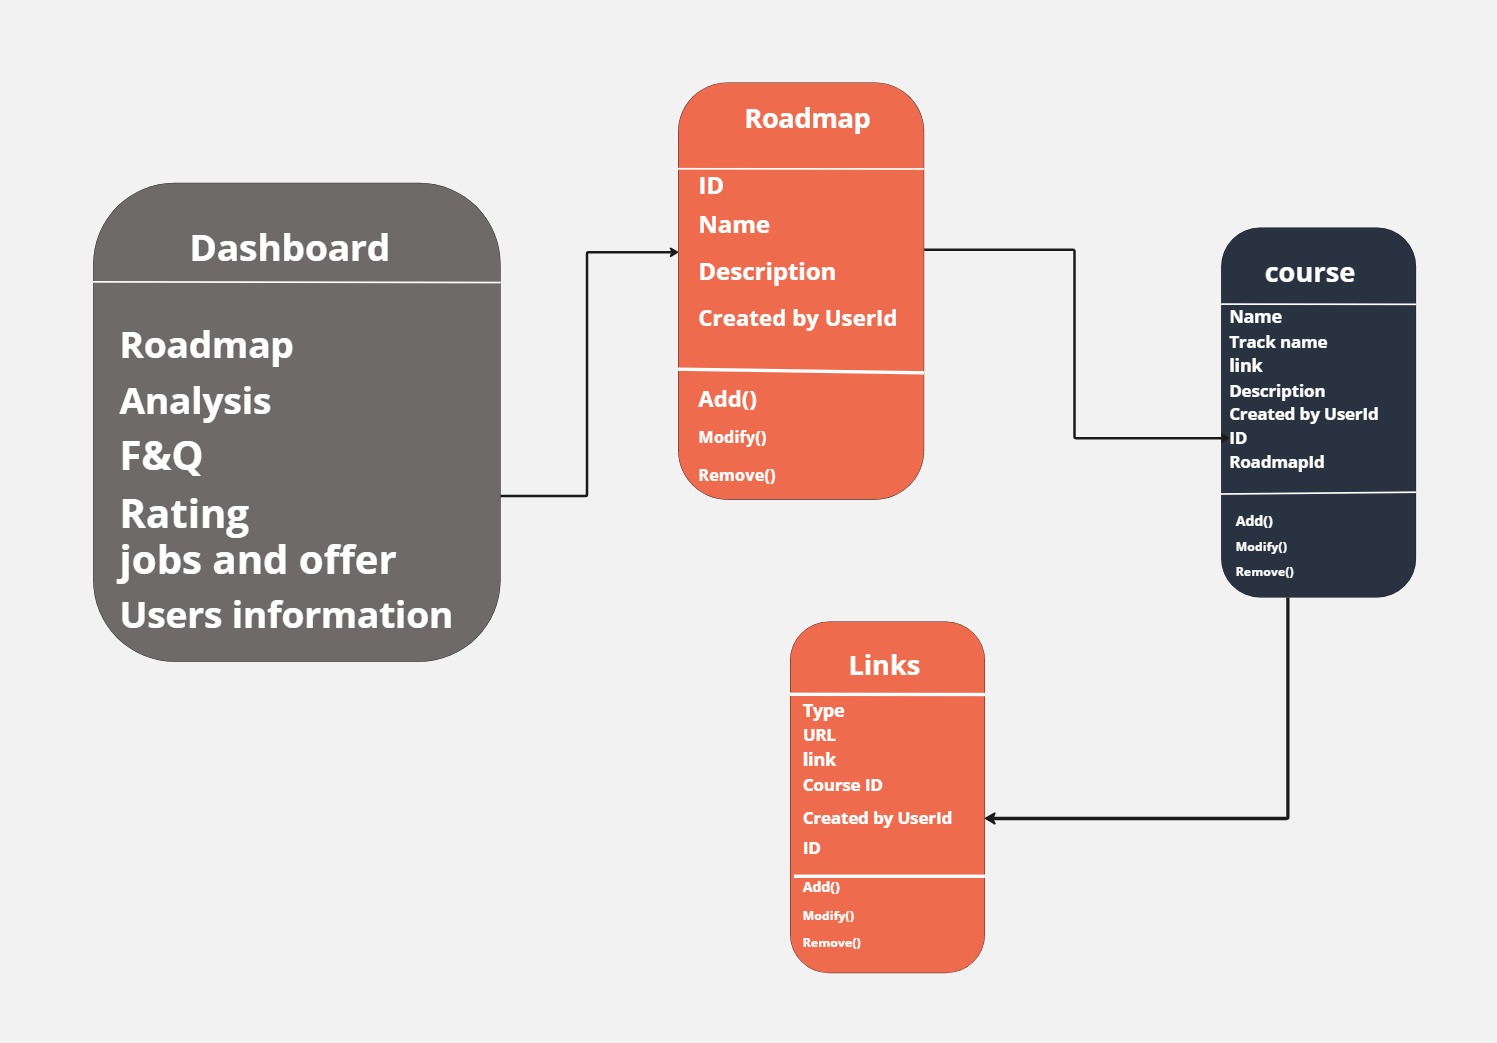 Dashboard
Roadmap
Analysis
F&Q
Rating
jobs and offer
Users information
Roadmap
ID
Name
Description
Created by UserId
Add()
Modify()
Remove()
course
Name
Track name
link
Description
Created by UserId
ID
RoadmapId
Add()
Modify()
Remove()
Links
Type
URL
link
Course ID
Created by UserId
ID
Add()
Modify()
Remove()